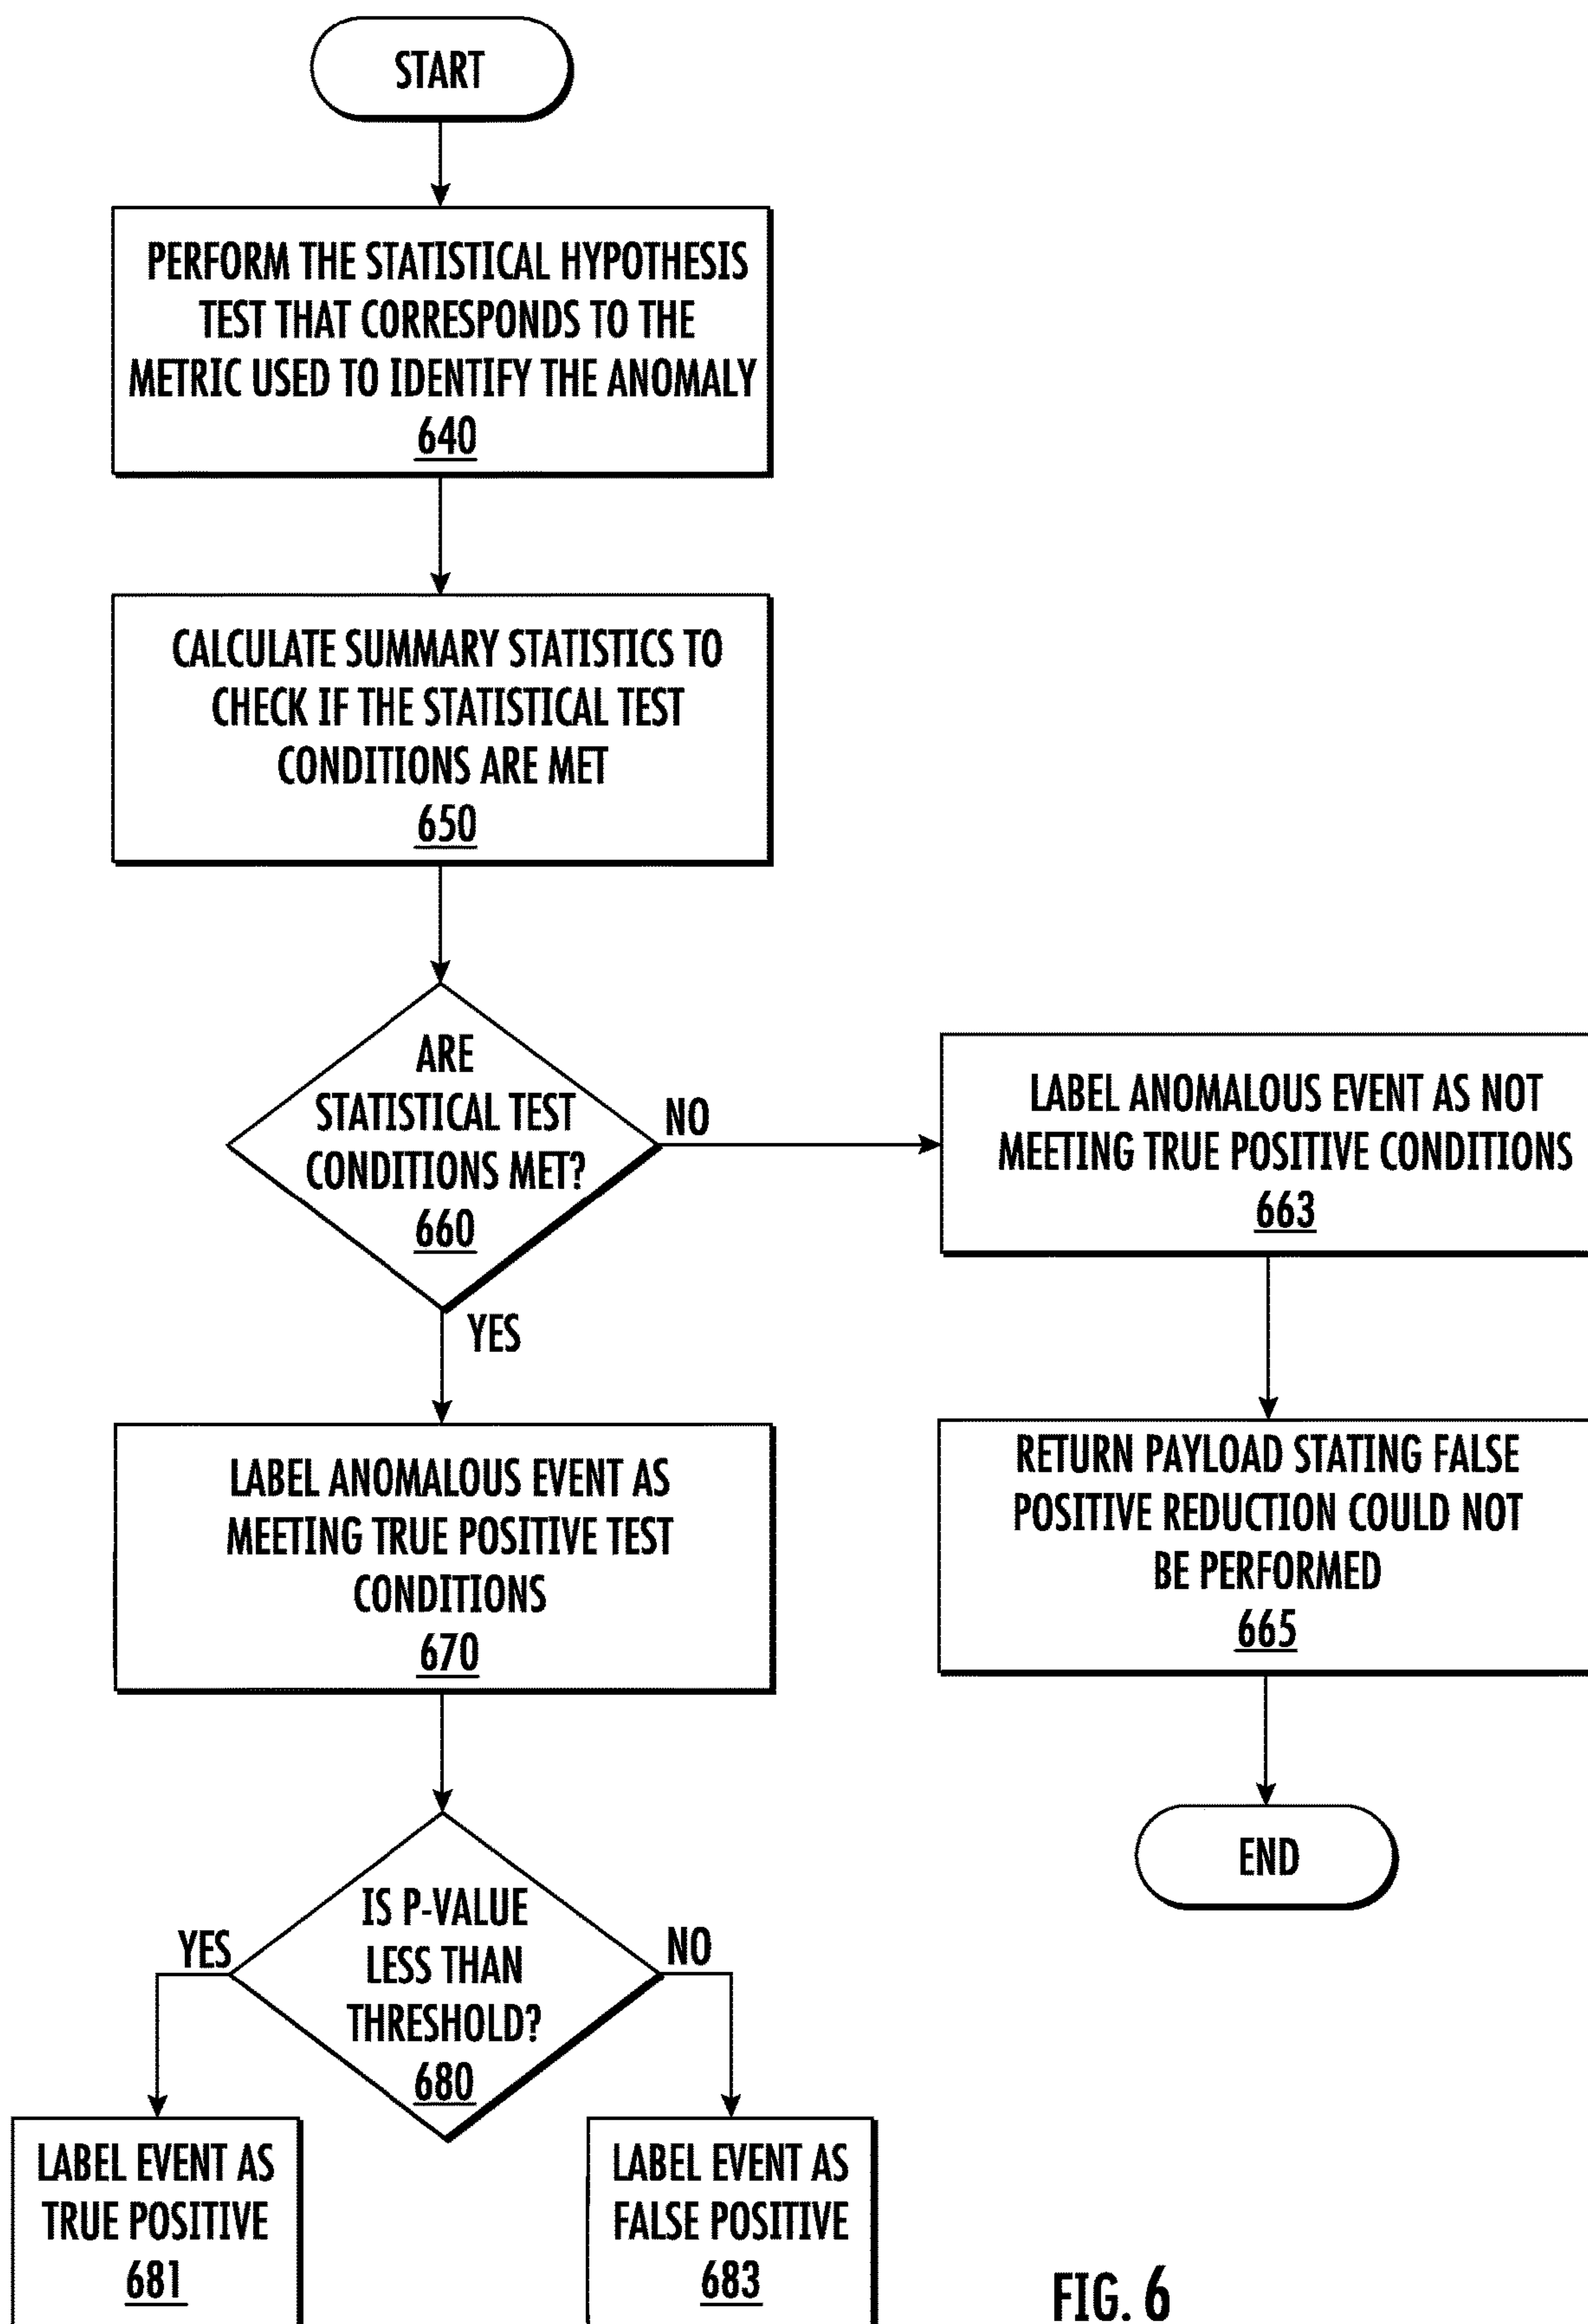 START
PERFORM THE STATISTICAL HYPOTHESIS
TEST THAT CORRESPONDS TO THE
METRIC USED TO IDENTIFY THE ANOMALY
640
CALCULATE SUMMARY STATISTICS TO
CHECK IF THE STATISTICAL TEST
CONDITIONS ARE MET
650
ARE
STATISTICAL TEST
CONDITIONS MET?
660
NO
YES
LABEL ANOMALOUS EVENT AS NOT
MEETING TRUE POSITIVE CONDITIONS
663
RETURN PAYLOAD STATING FALSE
POSITIVE REDUCTION COULD NOT
BE PERFORMED
665
END
LABEL ANOMALOUS EVENT AS
MEETING TRUE POSITIVE TEST
CONDITIONS
670
IS P-VALUE
LESS THAN
THRESHOLD?
680
YES
NO
LABEL EVENT AS
TRUE POSITIVE
681
LABEL EVENT AS
FALSE POSITIVE
683
FIG. 6